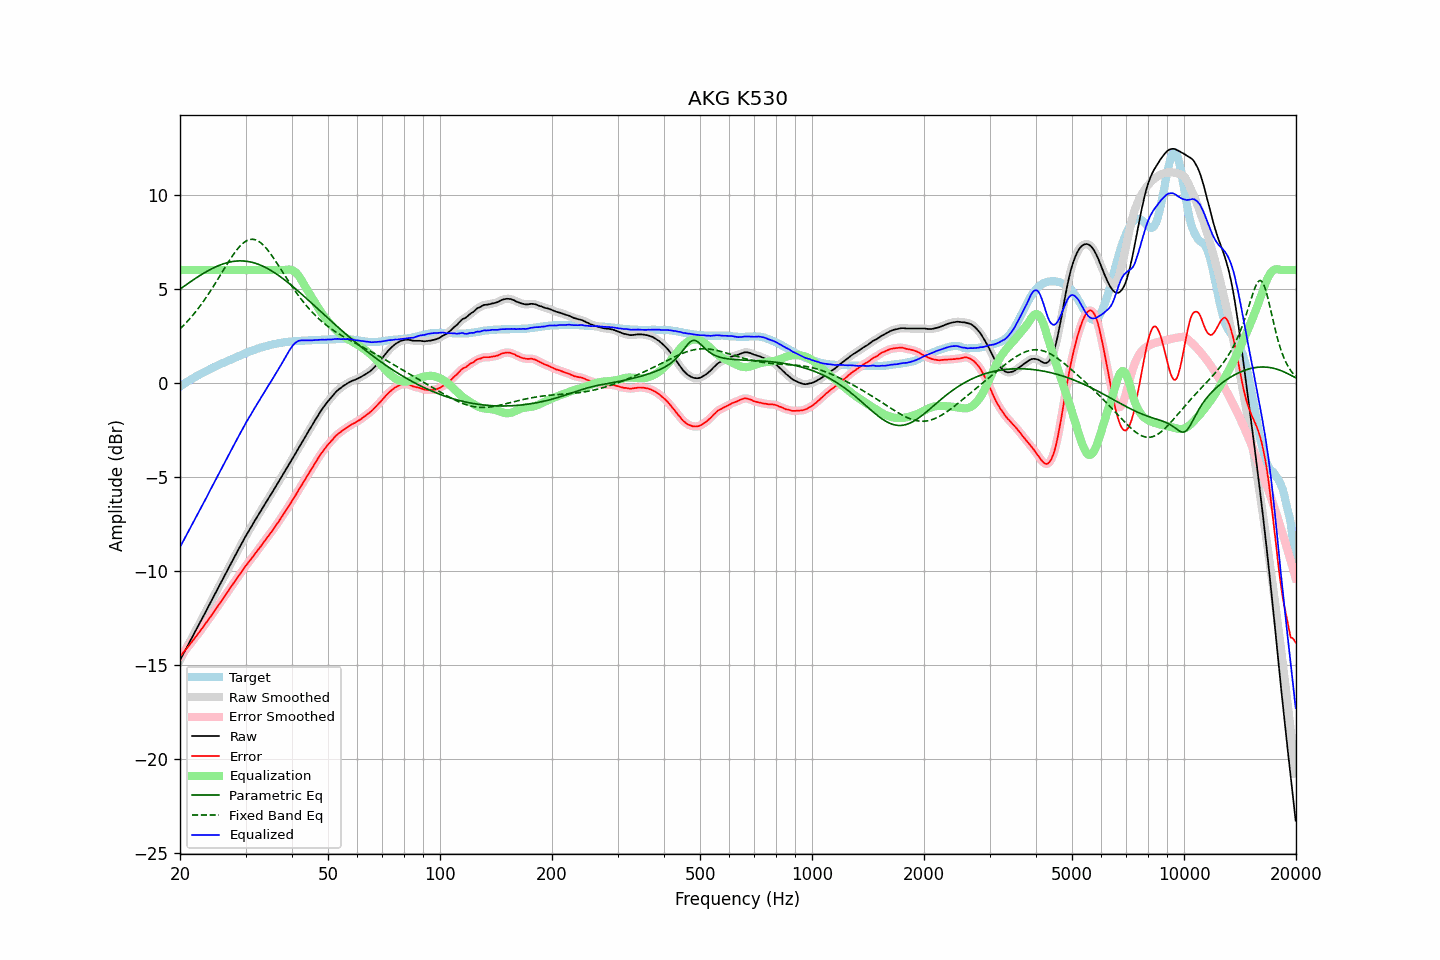 AKG K530
Amplitude (dBr)
10
5
0
−5
−10
−15
−20
−25
Target
Raw Smoothed
Error Smoothed
Raw
Error
Equalization
Parametric Eq
Fixed Band Eq
Equalized
20 50 100 200 500 1000 2000 5000 10000 20000
Frequency (Hz)